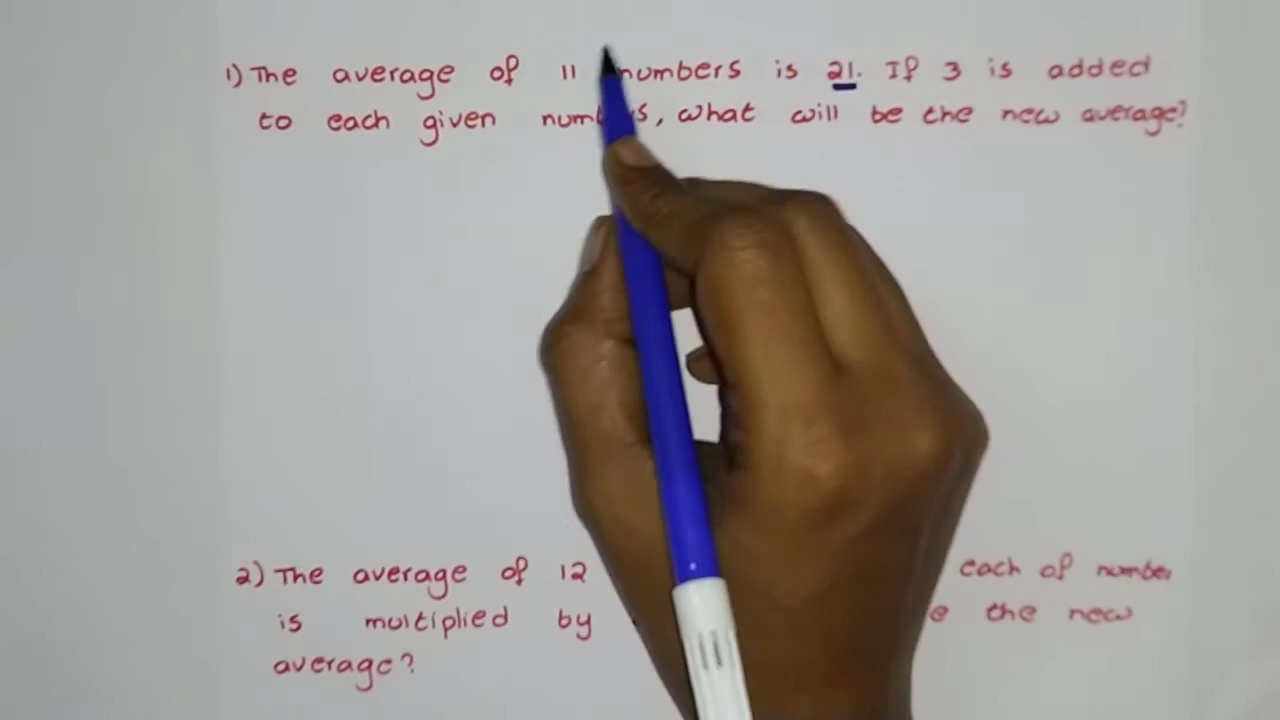 1) The average of 11 numbers is 21. If 3 is added
to each given what will be the new average?
2) The average of 12 each of number
is multiplied by the new
average?